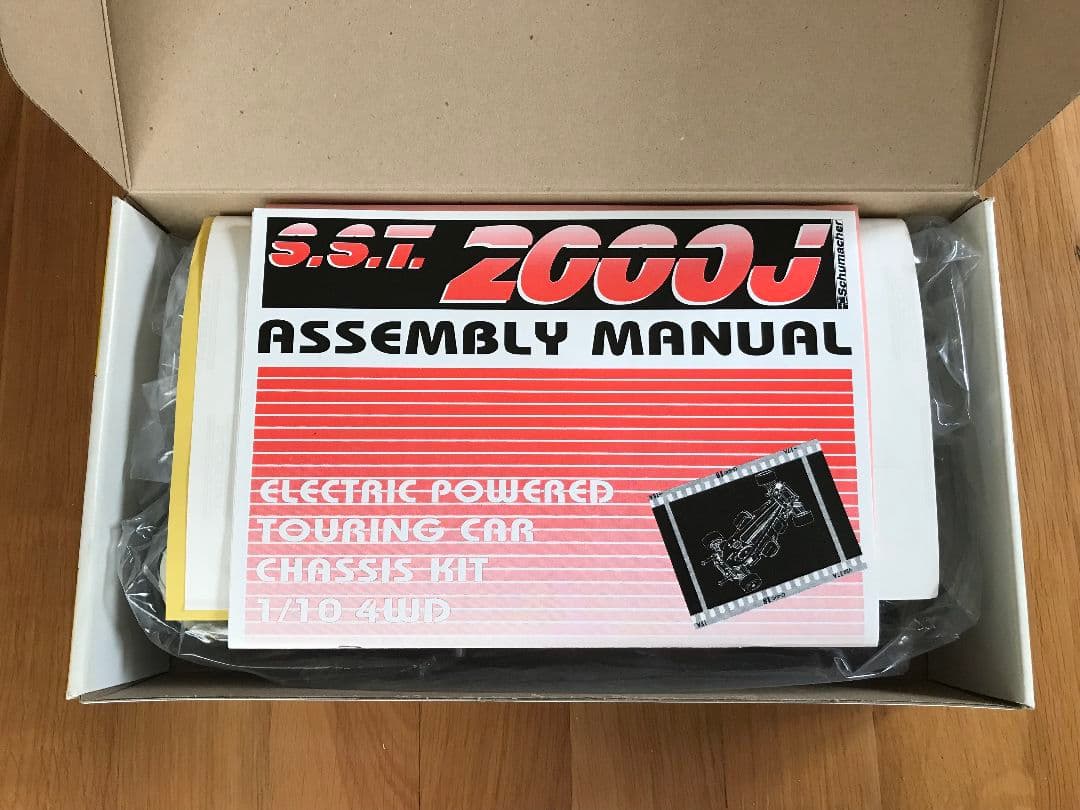 S.S.T. 2000J
Schumacher
ASSEMBLY MANUAL
ELECTRIC POWERED
TOURING CAR
CHASSIS KIT
1/10 4WD